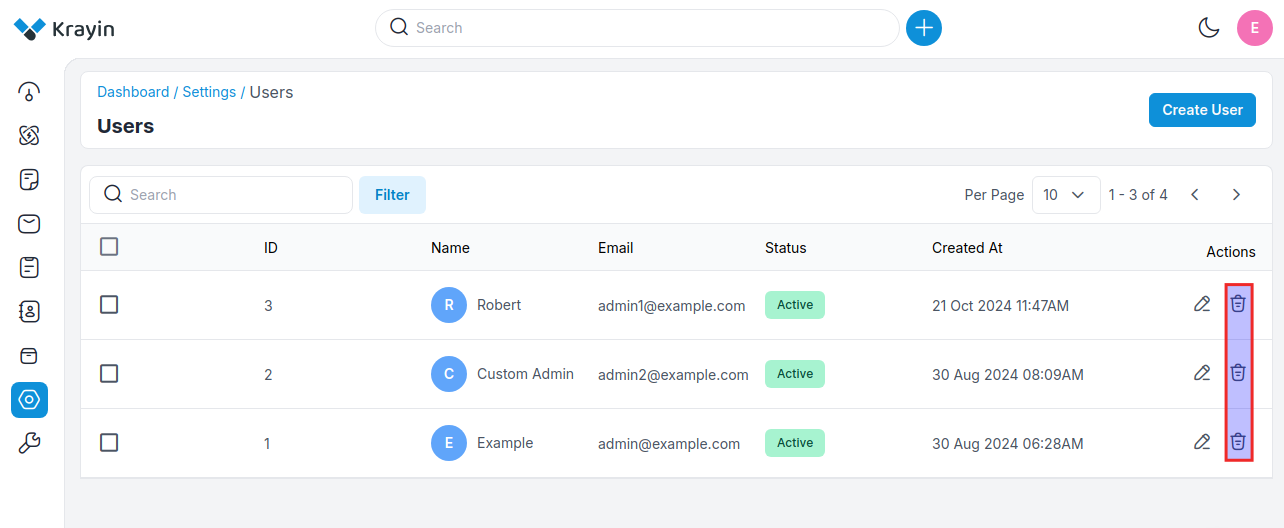 Krayin
Search
E
Dashboard / Settings / Users
Users
Create User
Search
Filter
Per Page 10 1 - 3 of 4
ID Name Email Status Created At Actions
3 R Robert admin1@example.com Active 21 Oct 2024 11:47AM
2 C Custom Admin admin2@example.com Active 30 Aug 2024 08:09AM
1 E Example admin@example.com Active 30 Aug 2024 06:28AM